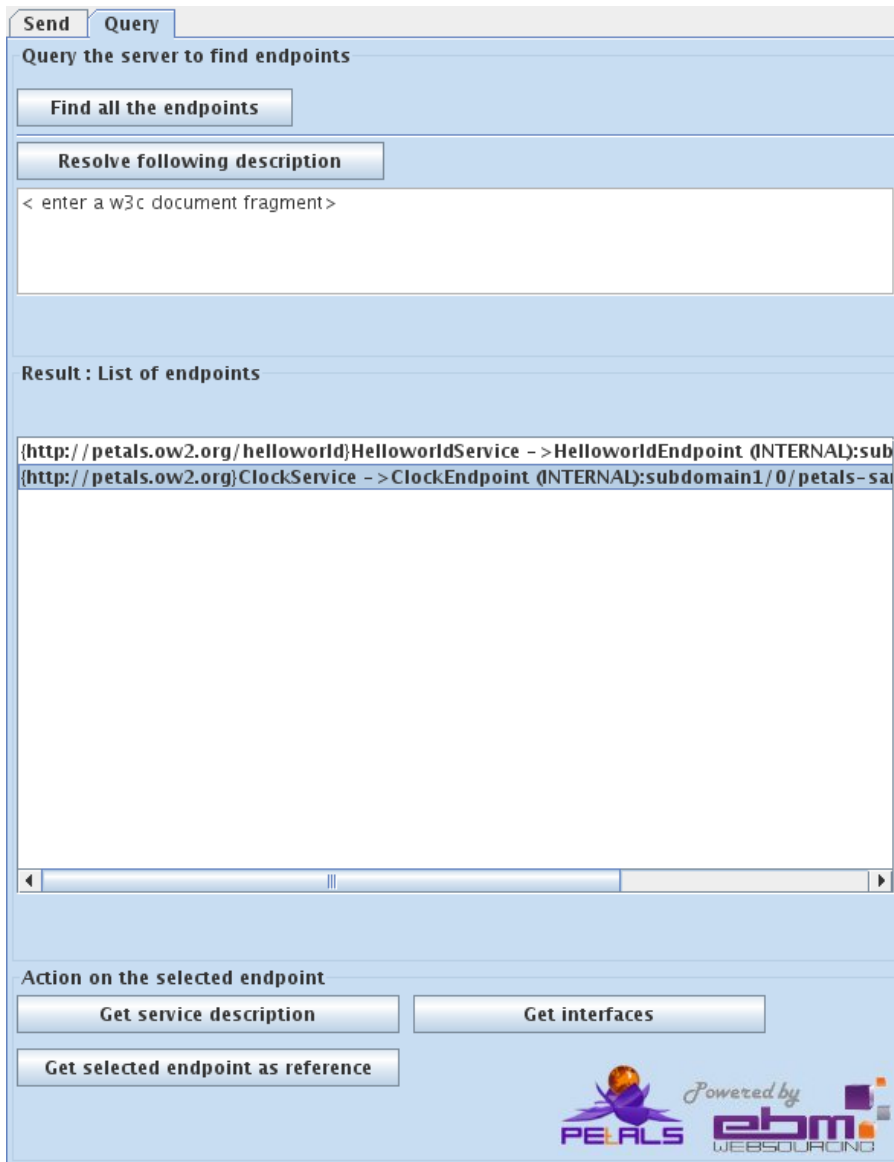 Send Query
Query the server to find endpoints
Find all the endpoints
Resolve following description
< enter a w3c document fragment>
Result : List of endpoints
{http://petals.ow2.org/helloworld}HelloworldService ->HelloworldEndpoint (INTERNAL):sub
{http://petals.ow2.org}ClockService ->ClockEndpoint (INTERNAL):subdomain1/0/petals-sa
Action on the selected endpoint
Get service description Get interfaces
Get selected endpoint as reference
Powered by
PEtALS ebm
WEBSOURCING